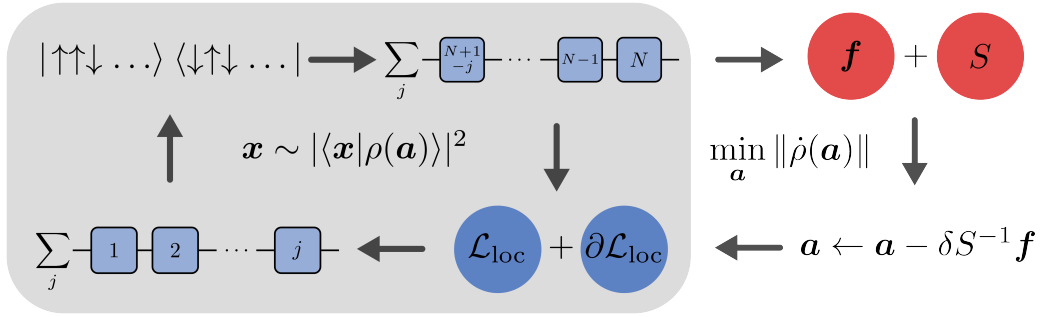 |↑↑↓ …⟩ ⟨↓↑↓ …| ∑_j N+1−j ⋯ N−1 N f + S
x ∼ |⟨x|ρ(a)⟩|² min_a ‖ρ̇(a)‖
∑_j 1 2 ⋯ j 𝓛_loc + ∂𝓛_loc a ← a − δS⁻¹f